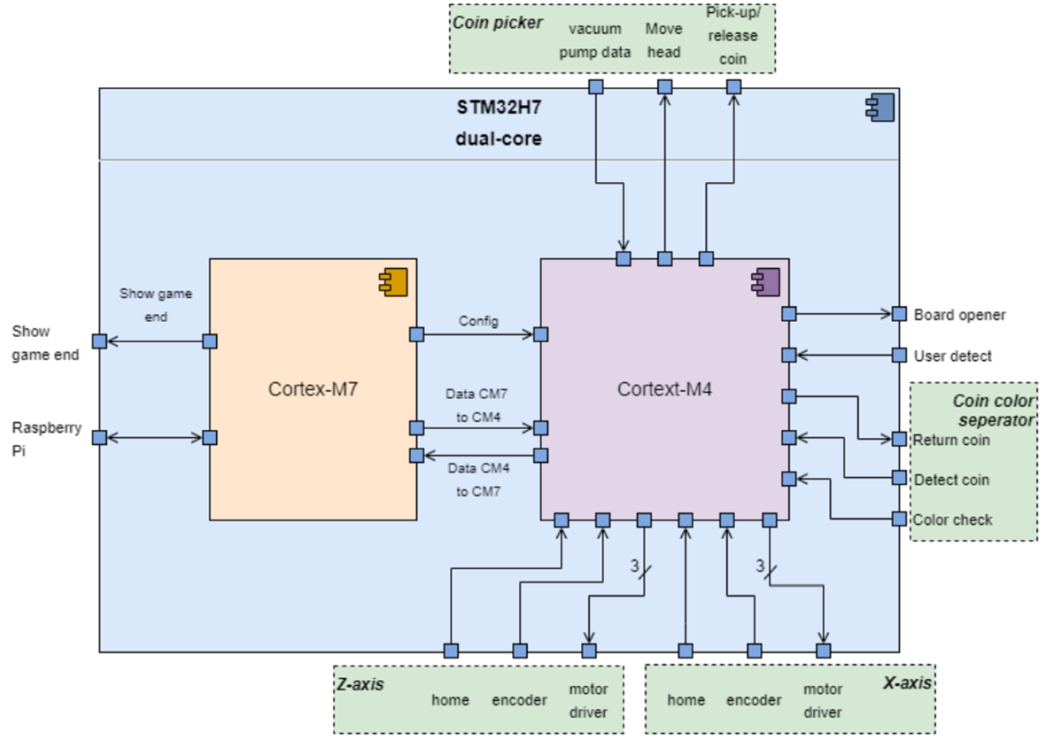 Coin picker
vacuum
pump data
Move
head
Pick-up/
release
coin
STM32H7
dual-core
Show game
end
Show
game end
Raspberry
Pi
Cortex-M7
Config
Data CM7
to CM4
Data CM4
to CM7
Cortext-M4
Board opener
User detect
Coin color
seperator
Return coin
Detect coin
Color check
3
3
Z-axis
home
encoder
motor
driver
X-axis
home
encoder
motor
driver